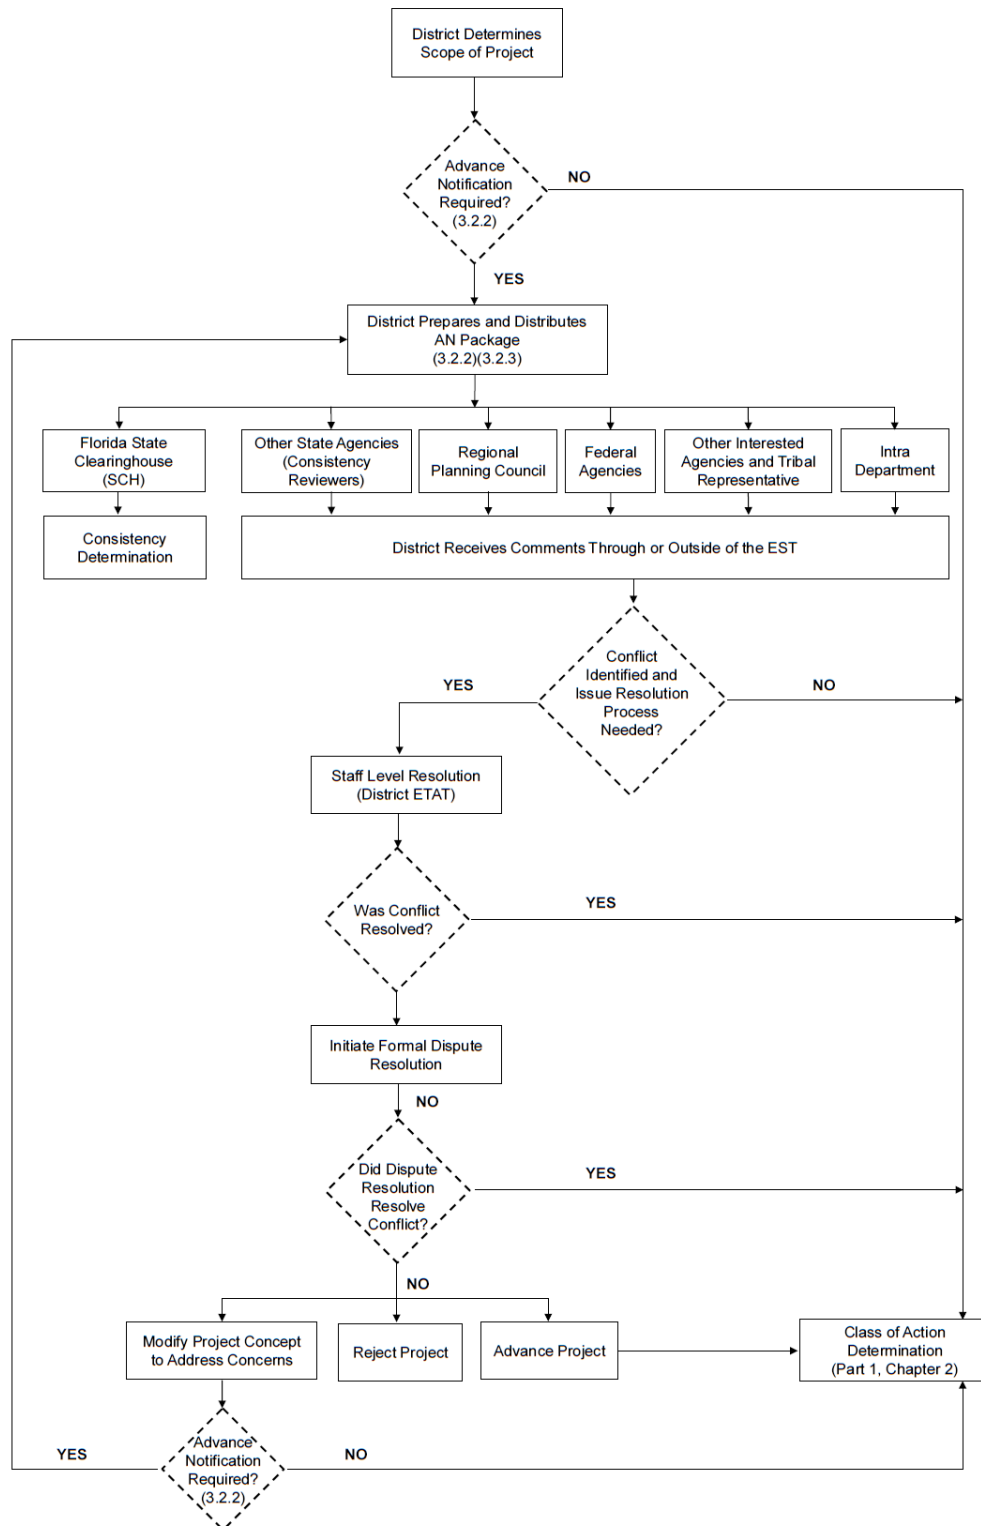 District Determines
Scope of Project
Advance
Notification
Required?
(3.2.2)
NO
YES
District Prepares and Distributes
AN Package
(3.2.2)(3.2.3)
Florida State
Clearinghouse
(SCH)
Other State Agencies
(Consistency
Reviewers)
Regional
Planning Council
Federal
Agencies
Other Interested
Agencies and Tribal
Representative
Intra
Department
Consistency
Determination
District Receives Comments Through or Outside of the EST
Conflict
Identified and
Issue Resolution
Process
Needed?
YES
NO
Staff Level Resolution
(District ETAT)
Was Conflict
Resolved?
YES
Initiate Formal Dispute
Resolution
NO
Did Dispute
Resolution
Resolve
Conflict?
YES
NO
Modify Project Concept
to Address Concerns
Reject Project
Advance Project
Class of Action
Determination
(Part 1, Chapter 2)
Advance
Notification
Required?
(3.2.2)
YES
NO